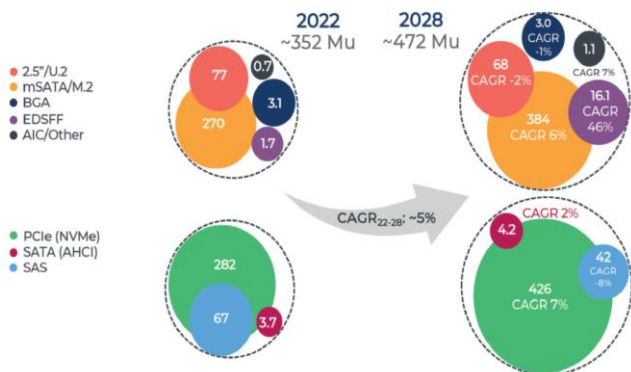 2022
~352 Mu
2028
~472 Mu
2.5”/U.2
mSATA/M.2
BGA
EDSFF
AIC/Other
77
270
0.7
3.1
1.7
3.0
CAGR
-1%
1.1
CAGR 7%
68
CAGR -2%
16.1
CAGR
46%
384
CAGR 6%
CAGR22-28: ~5%
PCIe (NVMe)
SATA (AHCI)
SAS
282
67
3.7
CAGR 2%
4.2
42
CAGR
-8%
426
CAGR 7%